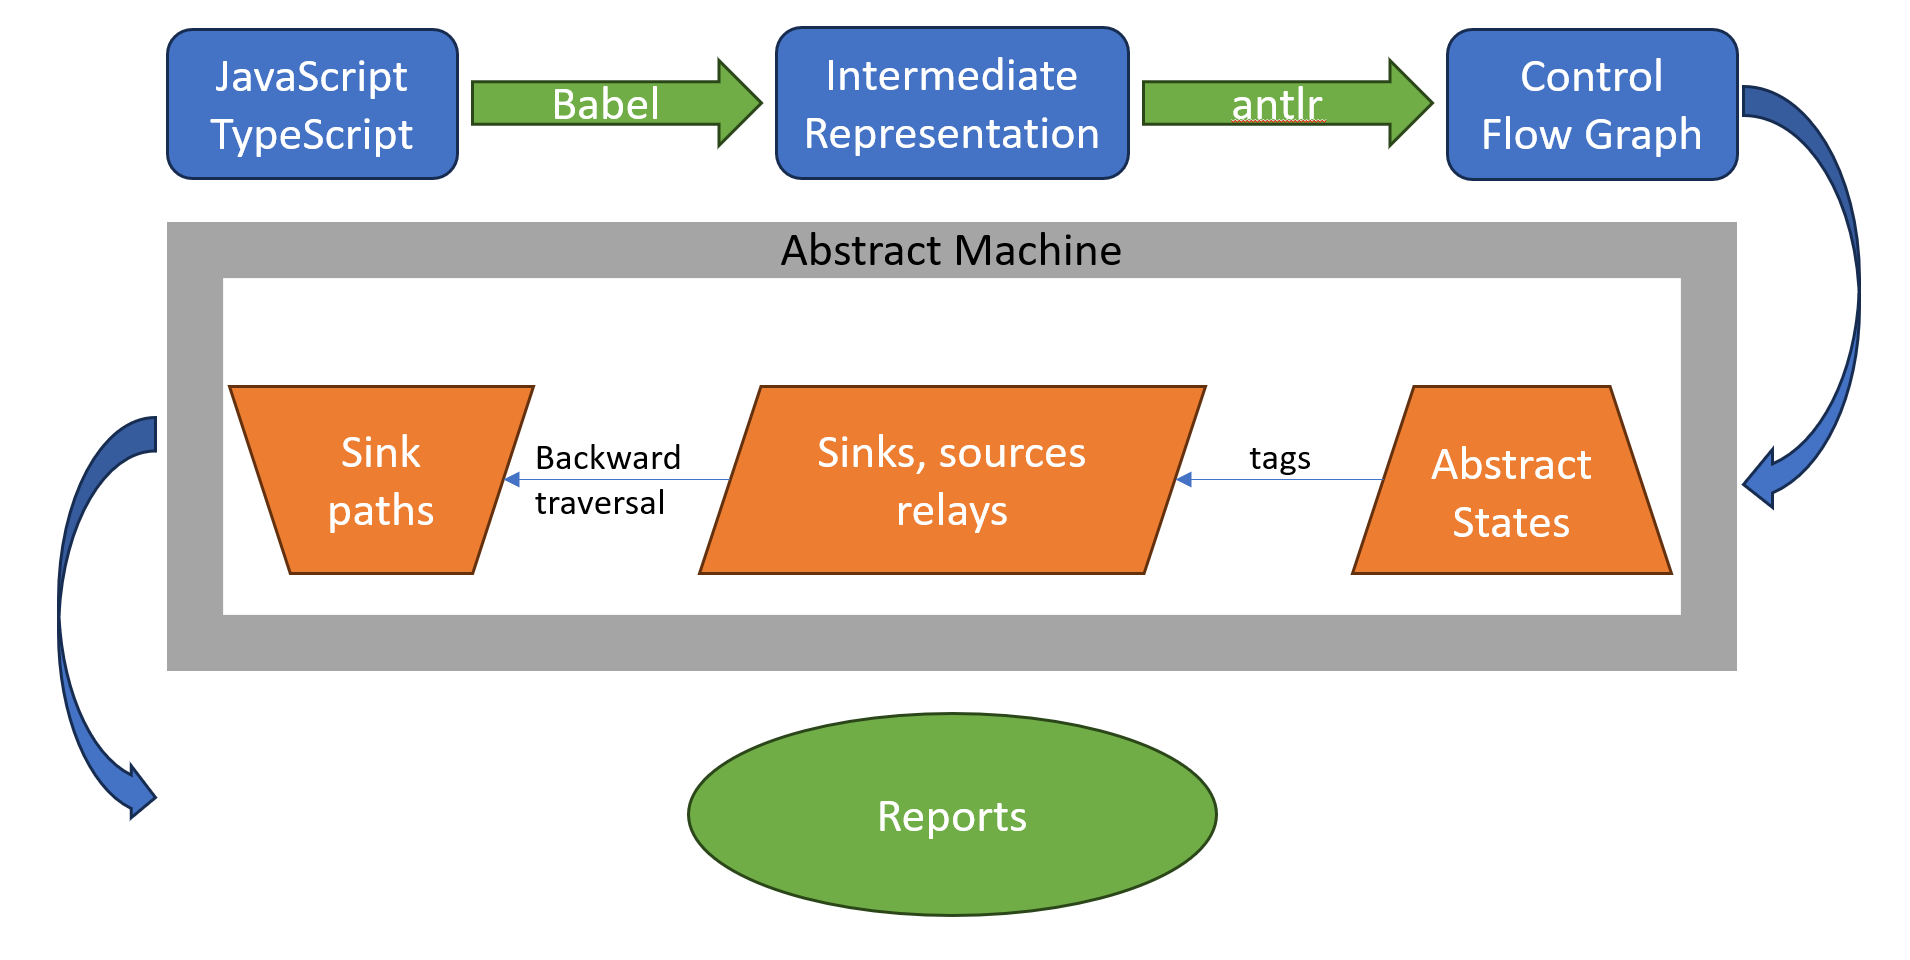 JavaScript
TypeScript
Babel
Intermediate
Representation
antlr
Control
Flow Graph
Abstract Machine
Sink
paths
Backward
traversal
Sinks, sources
relays
tags
Abstract
States
Reports